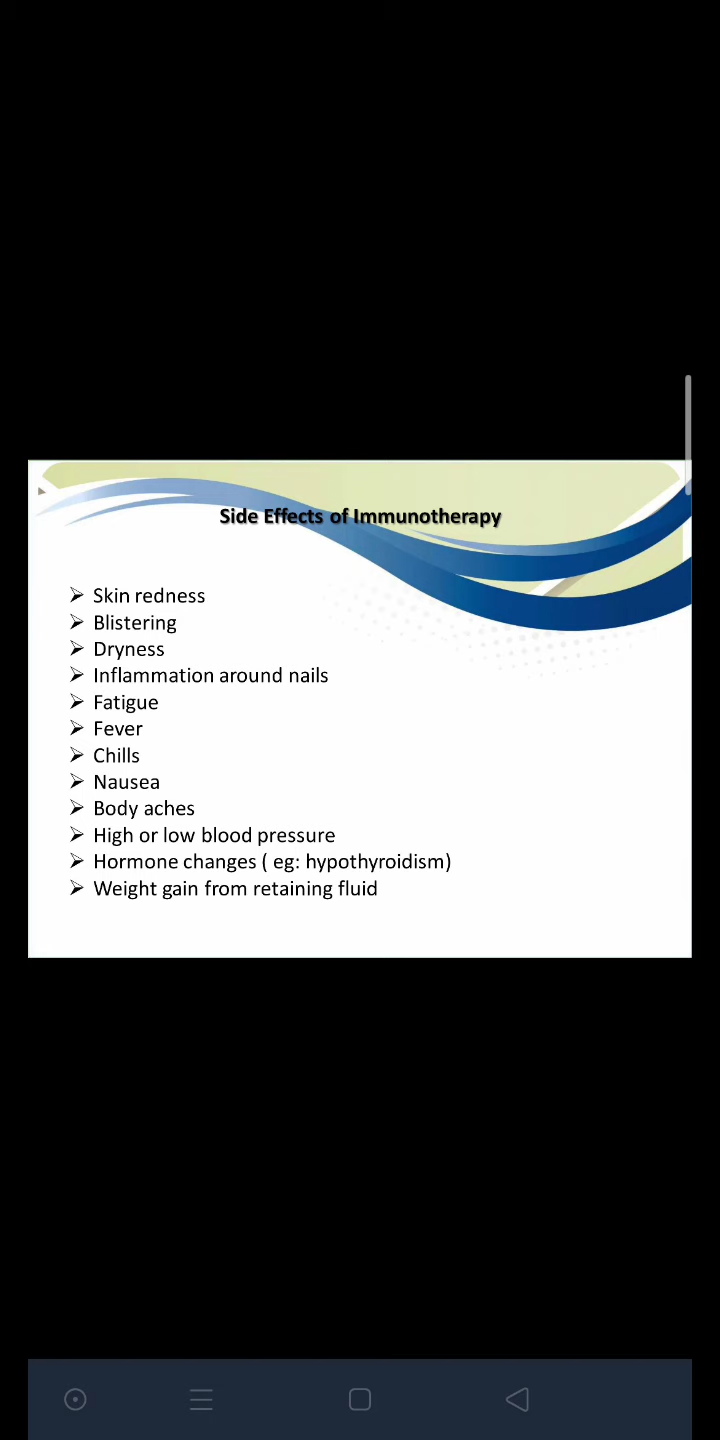 Side Effects of Immunotherapy
➢ Skin redness
➢ Blistering
➢ Dryness
➢ Inflammation around nails
➢ Fatigue
➢ Fever
➢ Chills
➢ Nausea
➢ Body aches
➢ High or low blood pressure
➢ Hormone changes ( eg: hypothyroidism)
➢ Weight gain from retaining fluid